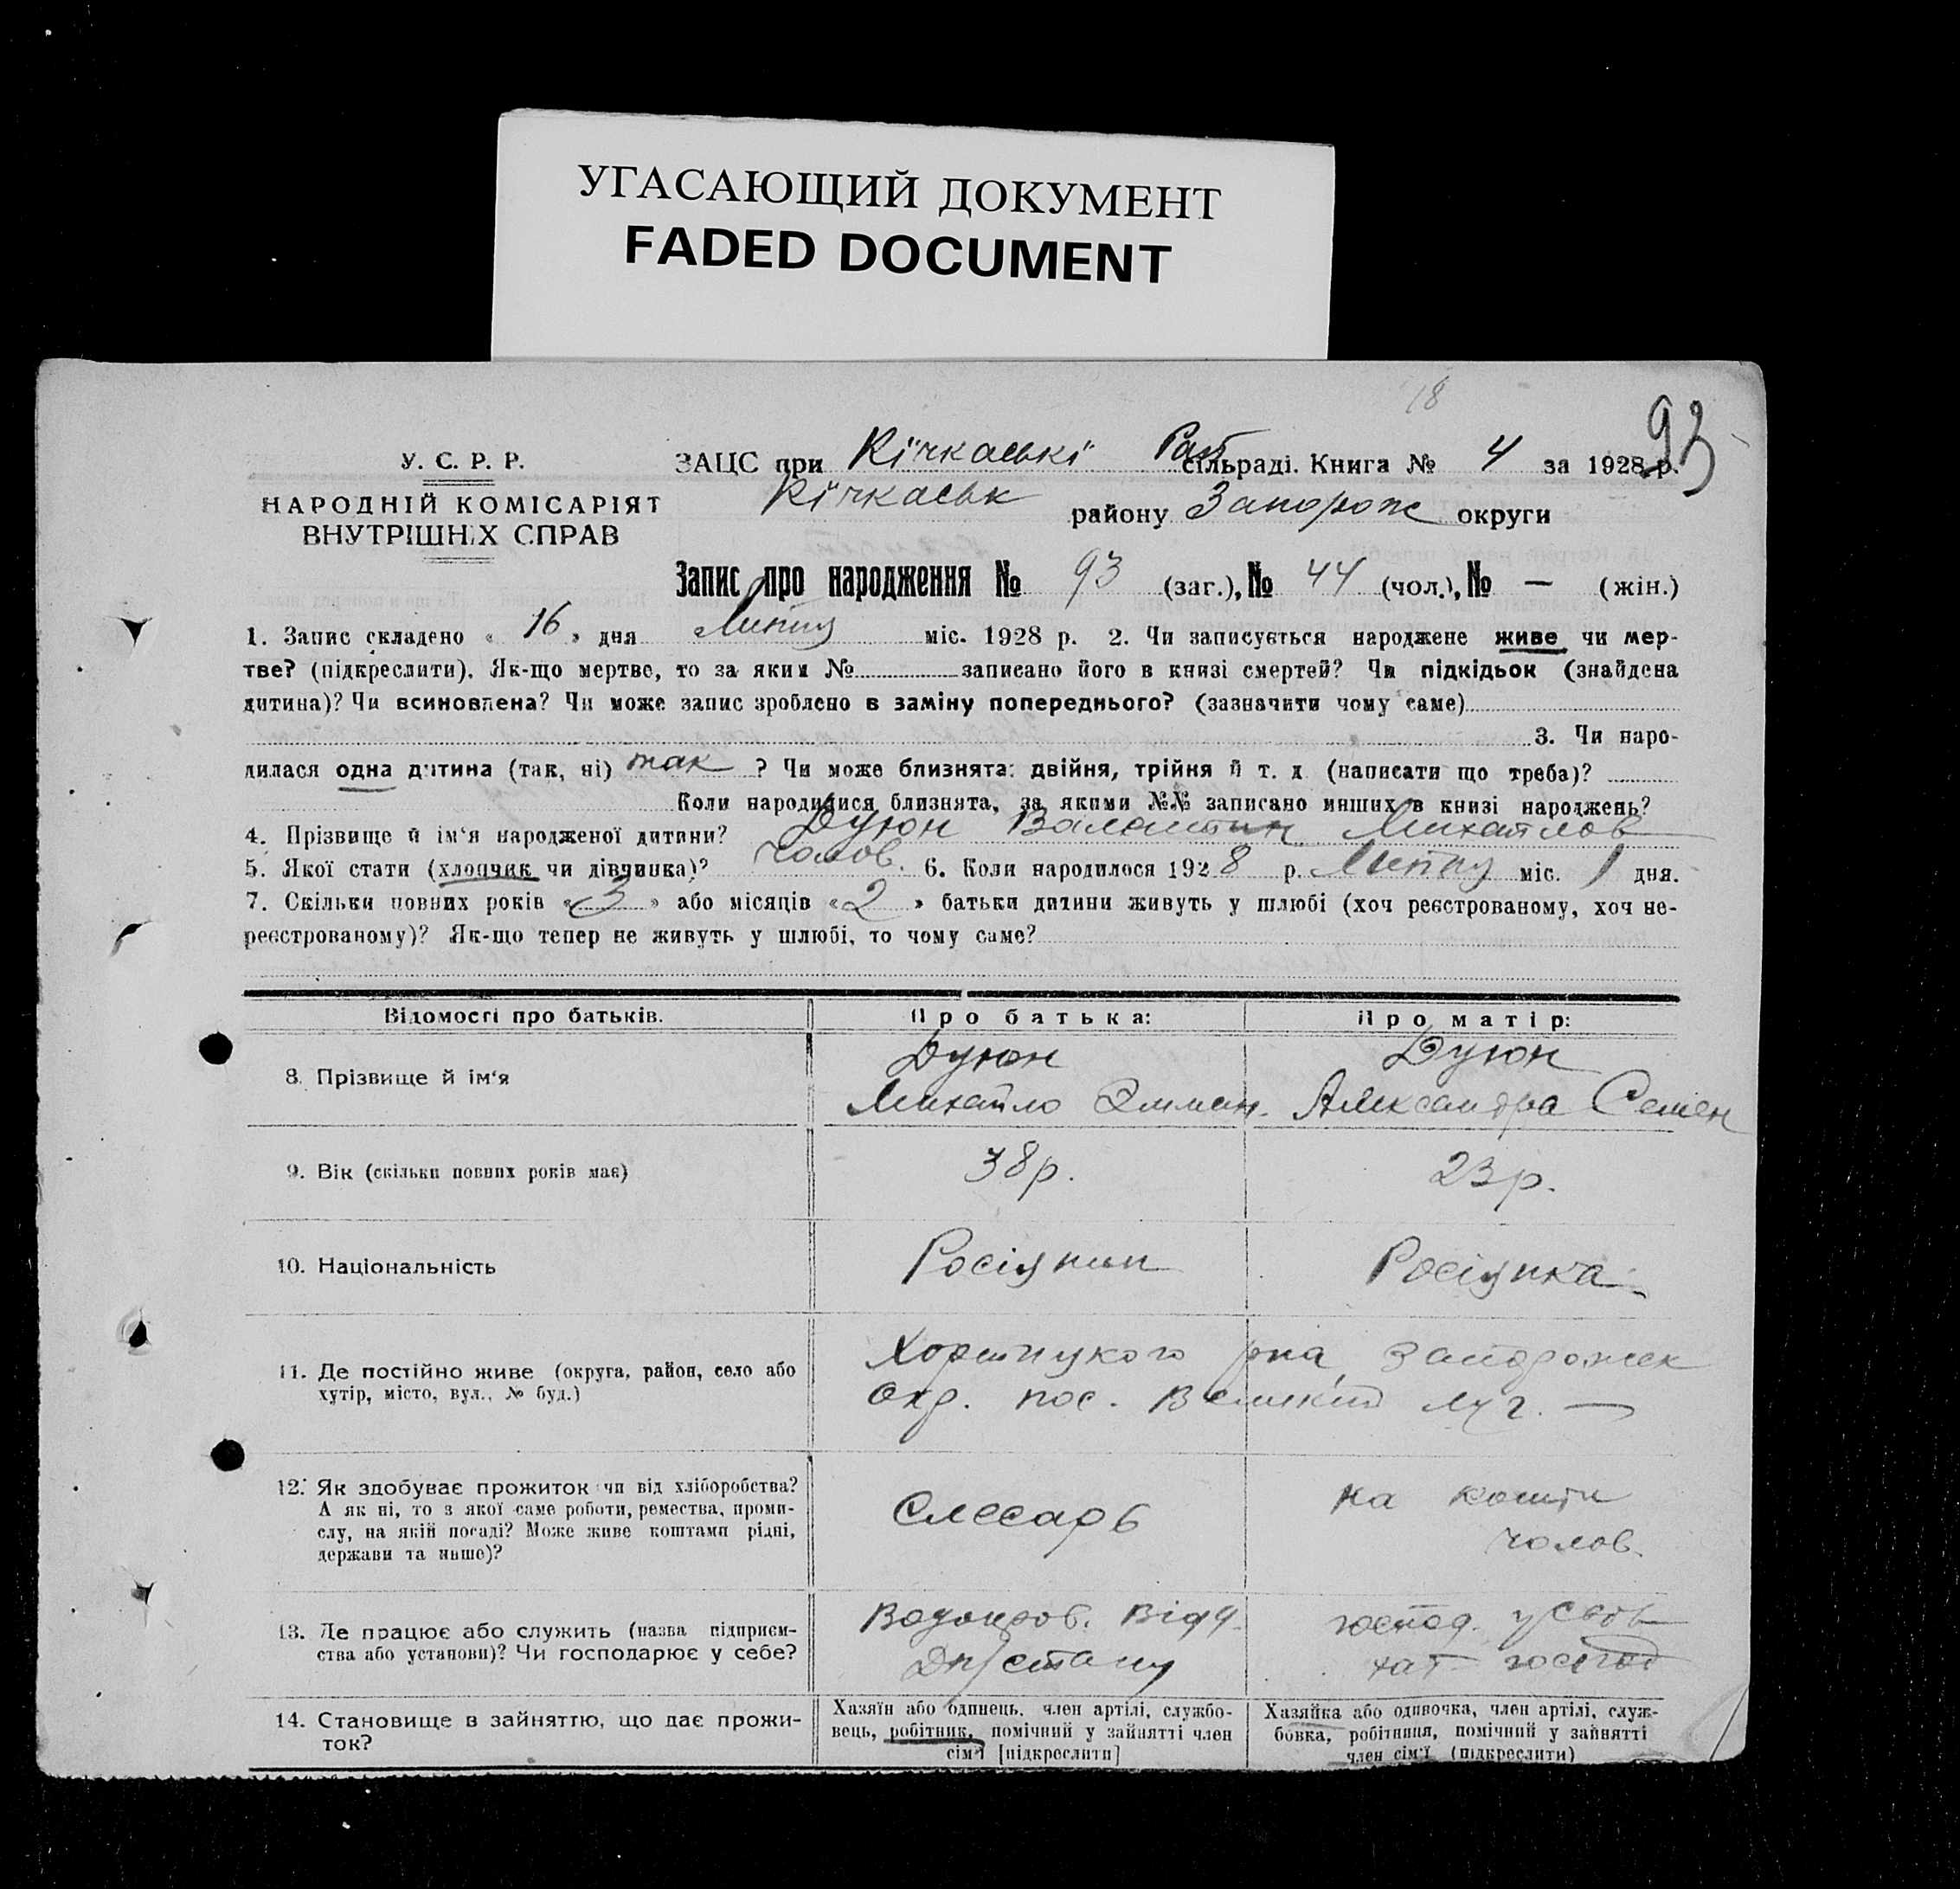 УГАСАЮЩИЙ ДОКУМЕНТ
FADED DOCUMENT
18
93
У. С. Р. Р.
НАРОДНІЙ КОМІСАРІЯТ
ВНУТРІШНІХ СПРАВ
ЗАЦС при Кічкаські сільраді. Книга № 4 за 1928 р.
Кічкаськ району Запорож округи
Запис про народження № 93 (заг.), № 44 (чол.), № — (жін.)
1. Запис складено « 16 » дня Липня міс. 1928 р. 2. Чи записується народжене живе чи мер-
тве? (підкреслити). Як-що мертве, то за яким № записано його в книзі смертей? Чи підкідьок (знайдена
дитина)? Чи всиновлена? Чи може запис зроблено в заміну попереднього? (зазначити чому саме)
3. Чи наро-
дилася одна дитина (так, ні) так ? Чи може близнята: двійня, трійня й т. д. (написати що треба)?
Коли народилися близнята, за якими №№ записано инших в книзі народжень?
4. Прізвище й ім‘я народженої дитини? Дуюн Валентин Михайлов
5. Якої стати (хлопчик чи дівчинка)? чолов. 6. Коли народилося 1928 р. Липня міс. 1 дня.
7. Скільки повних років « 3 » або місяців « 2 » батьки дитини живуть у шлюбі (хоч реєстрованому, хоч не-
реєстрованому)? Як-що тепер не живуть у шлюбі, то чому саме?
Відомості про батьків. Про батька: Про матір:
8. Прізвище й ім‘я
Дуюн
Михайло
Дуюн
Александра Семен
9. Вік (скільки повних років має) 38 р. 23 р.
10. Національність Росіянин Росіянка
11. Де постійно живе (округа, район, село або
хутір, місто, вул., № буд.)
Хортицкого рна, Запорожск
Окр. пос. Великий Луг. —
12. Як здобуває прожиток чи від хліборобства?
А як ні, то з якої саме роботи, ремества, проми-
слу, на якій посаді? Може живе коштами рідні,
держави та инше)?
Слесарь
на кошти
чолов.
13. Де працює або служить (назва підприєм-
ства або установи)? Чи господарює у себе?
Водопров. Відд.
господ. у свой
хат
14. Становище в зайняттю, що дає прожи-
ток?
Хазяїн або одинець, член артілі, службо-
вець, робітник, помічний у зайнятті член
сім‘ї [підкреслити]
Хазяйка або одиночка, член артілі, служ-
бовка, робітниця, помічний у зайнятті
член сім‘ї (підкреслити)